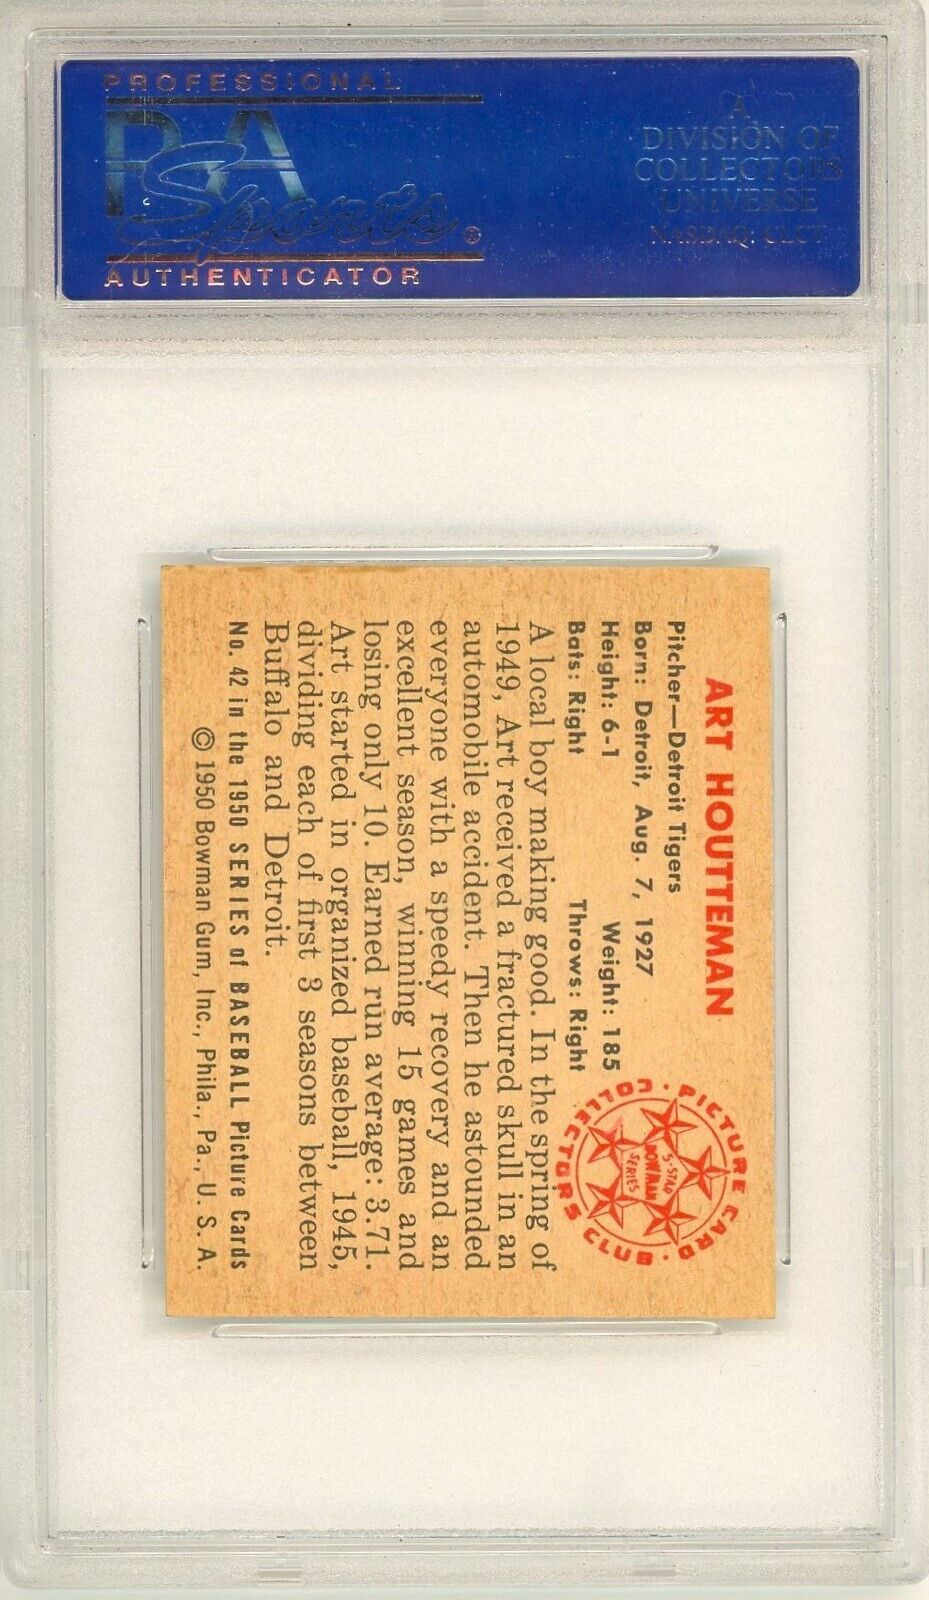 PROFESSIONAL
PSA
Sports®
AUTHENTICATOR
A
DIVISION OF
COLLECTORS
UNIVERSE
NASDAQ: CLCT
ART HOUTTEMAN
Pitcher—Detroit Tigers
Born: Detroit, Aug. 7, 1927
Height: 6-1 Weight: 185
Bats: Right Throws: Right
PICTURE CARD · COLLECTORS CLUB ·
5-STAR
BOWMAN
SERIES
A local boy making good. In the spring of
1949, Art received a fractured skull in an
automobile accident. Then he astounded
everyone with a speedy recovery and an
excellent season, winning 15 games and
losing only 10. Earned run average: 3.71.
Art started in organized baseball, 1945,
dividing each of first 3 seasons between
Buffalo and Detroit.
No. 42 in the 1950 SERIES of BASEBALL Picture Cards
© 1950 Bowman Gum, Inc., Phila., Pa., U. S. A.